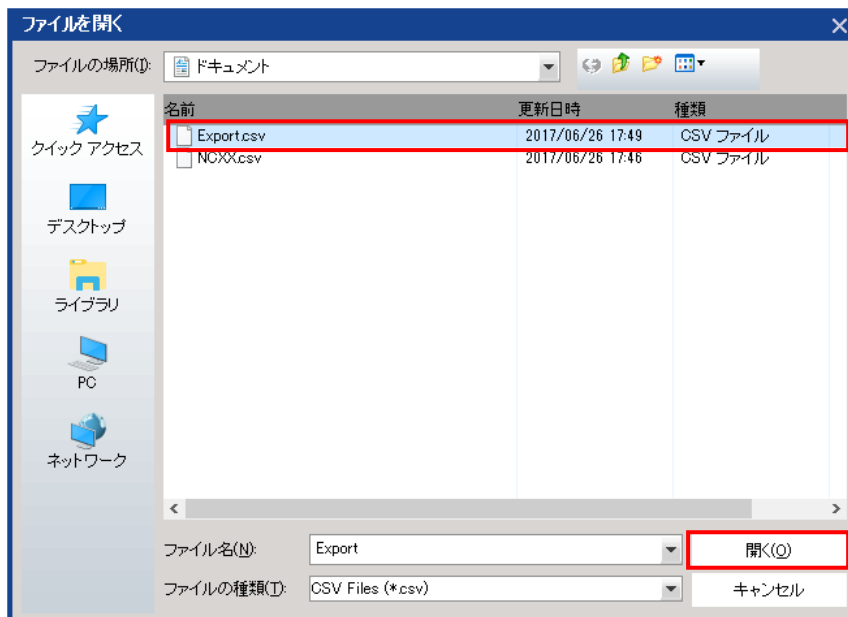 ファイルを開く
ファイルの場所(I): ドキュメント
名前 更新日時 種類
Export.csv 2017/06/26 17:49 CSV ファイル
NCXX.csv 2017/06/26 17:46 CSV ファイル
クイック アクセス
デスクトップ
ライブラリ
PC
ネットワーク
ファイル名(N): Export 開く(O)
ファイルの種類(T): CSV Files (*.csv) キャンセル